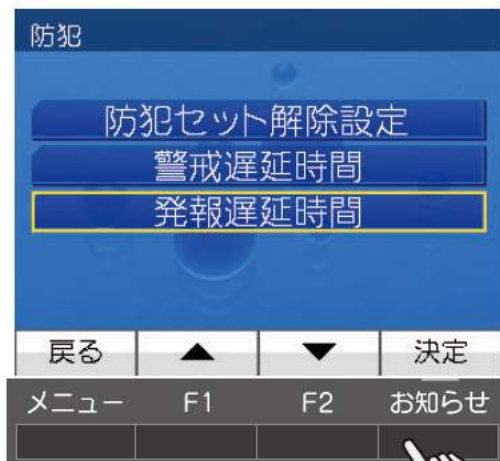 防犯
防犯セット解除設定
警戒遅延時間
発報遅延時間
戻る ▲ ▼ 決定
メニュー F1 F2 お知らせ